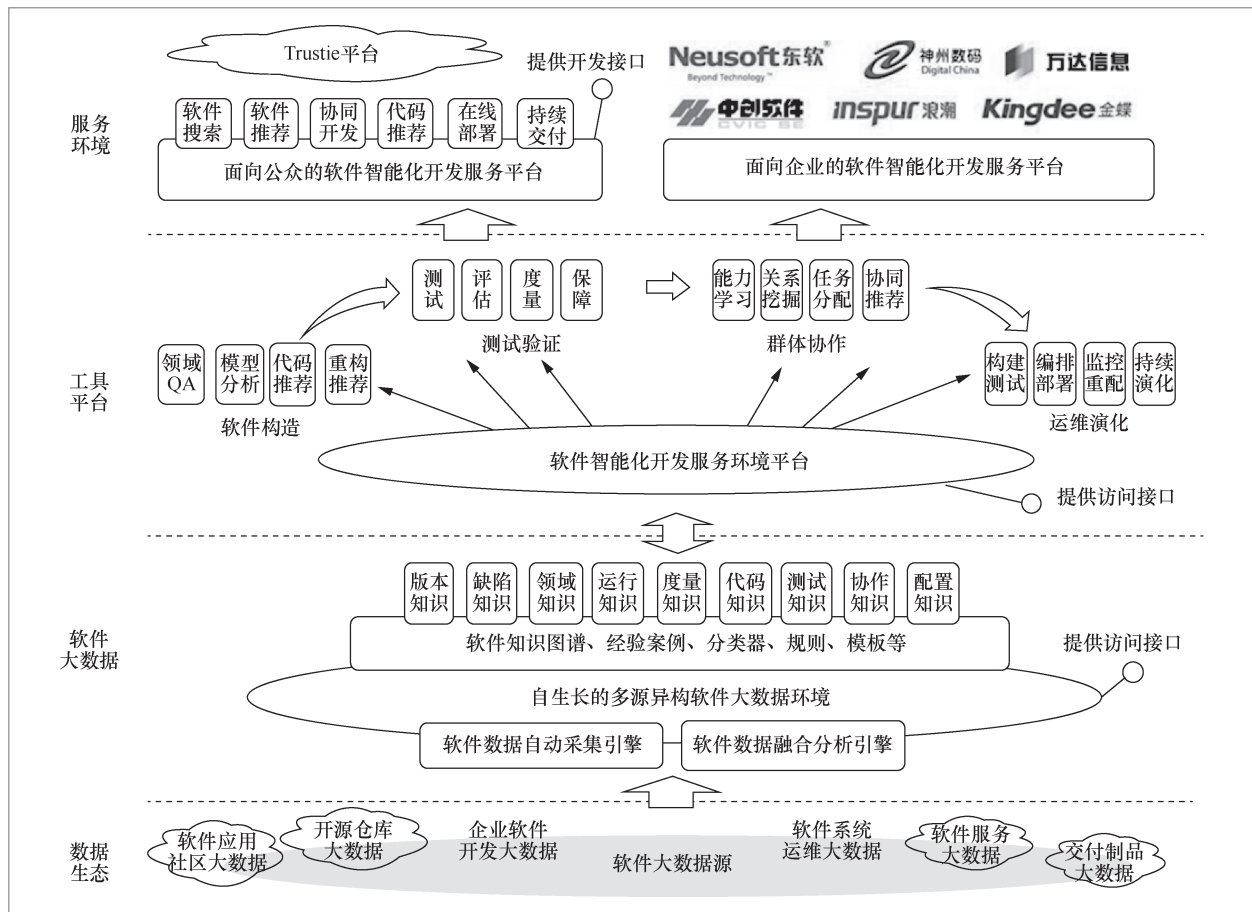 Trustie平台
提供开发接口
Neusoft东软®
Beyond Technology™
神州数码
Digital China
万达信息
中创软件
CVIC SE
inspur浪潮
Kingdee金蝶
服务
环境
软件
搜索
软件
推荐
协同
开发
代码
推荐
在线
部署
持续
交付
面向公众的软件智能化开发服务平台
面向企业的软件智能化开发服务平台
工具
平台
测
试
评
估
度
量
保
障
测试验证
能力
学习
关系
挖掘
任务
分配
协同
推荐
群体协作
领域
QA
模型
分析
代码
推荐
重构
推荐
软件构造
构建
测试
编排
部署
监控
重配
持续
演化
运维演化
软件智能化开发服务环境平台
提供访问接口
软件
大数据
版本
知识
缺陷
知识
领域
知识
运行
知识
度量
知识
代码
知识
测试
知识
协作
知识
配置
知识
软件知识图谱、经验案例、分类器、规则、模板等
提供访问接口
自生长的多源异构软件大数据环境
软件数据自动采集引擎
软件数据融合分析引擎
数据
生态
软件应用
社区大数据
开源仓库
大数据
企业软件
开发大数据
软件大数据源
软件系统
运维大数据
软件服务
大数据
交付制品
大数据